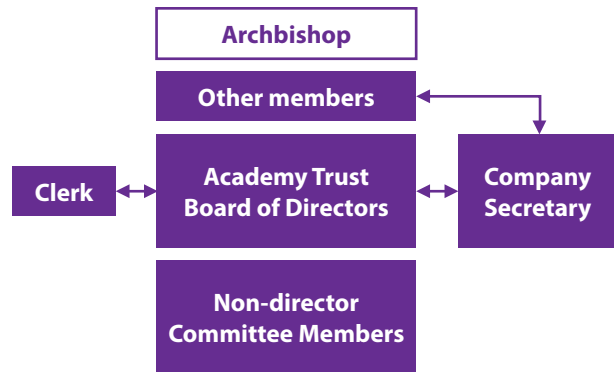 Archbishop
Other members
Clerk
Academy Trust
Board of Directors
Company
Secretary
Non-director
Committee Members